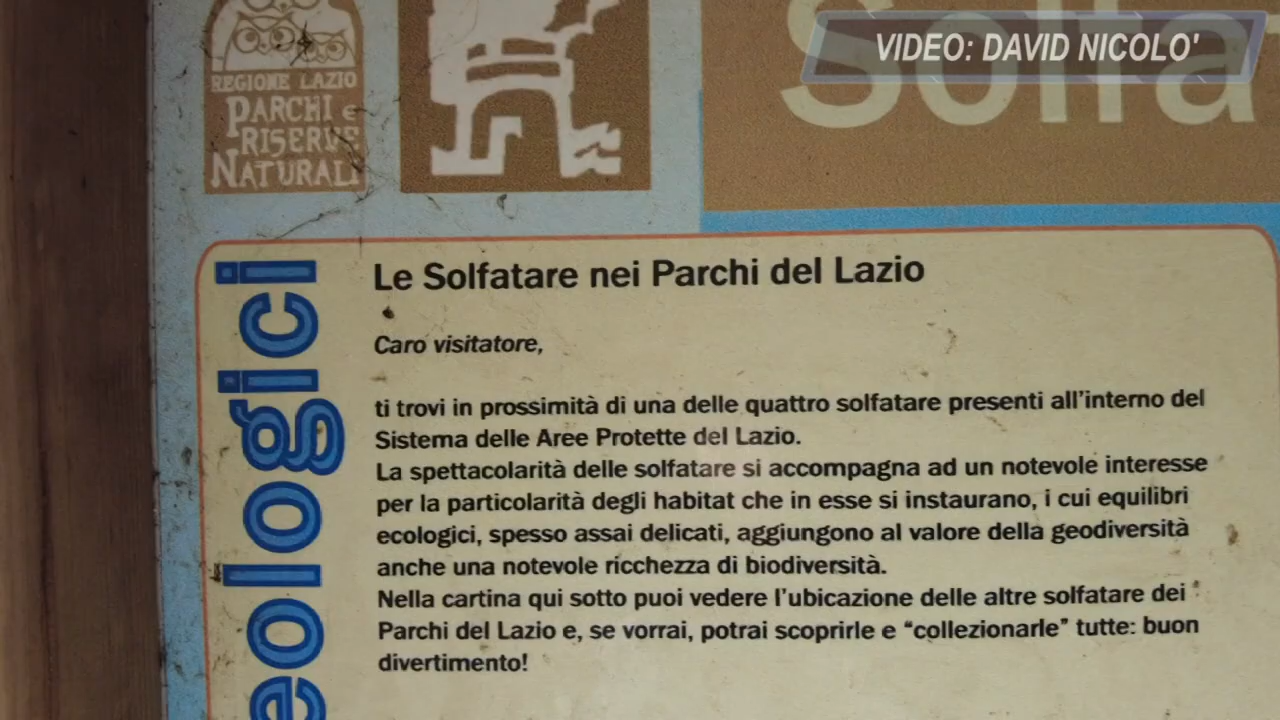 VIDEO: DAVID NICOLO'
Solfa
REGIONE LAZIO
PARCHI e
RISERVE
NATURALI
eologici
Le Solfatare nei Parchi del Lazio
Caro visitatore,
ti trovi in prossimità di una delle quattro solfatare presenti all'interno del
Sistema delle Aree Protette del Lazio.
La spettacolarità delle solfatare si accompagna ad un notevole interesse
per la particolarità degli habitat che in esse si instaurano, i cui equilibri
ecologici, spesso assai delicati, aggiungono al valore della geodiversità
anche una notevole ricchezza di biodiversità.
Nella cartina qui sotto puoi vedere l'ubicazione delle altre solfatare dei
Parchi del Lazio e, se vorrai, potrai scoprirle e "collezionarle" tutte: buon
divertimento!